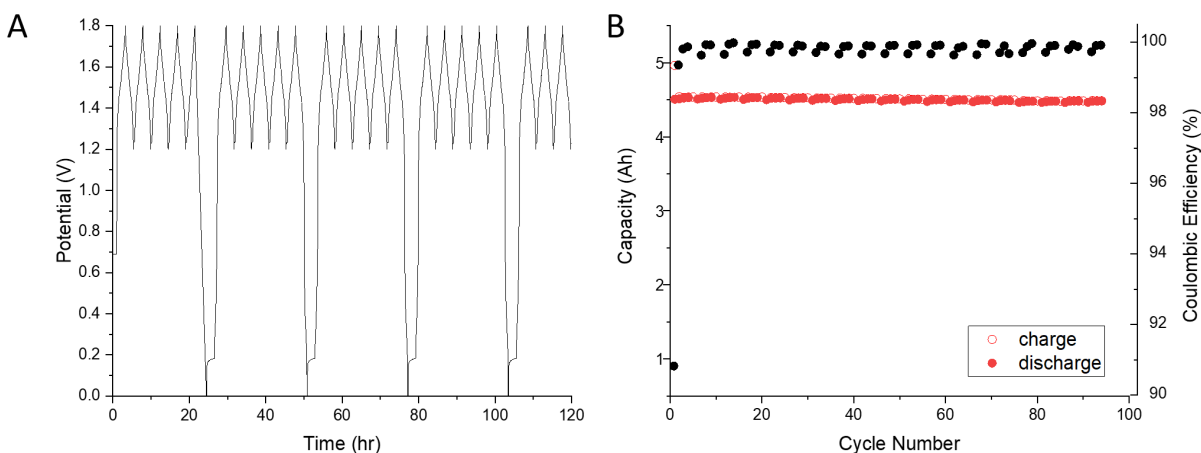 A
1.8
1.6
1.4
1.2
1.0
0.8
0.6
0.4
0.2
0.0
Potential (V)
0 20 40 60 80 100 120
Time (hr)
B
5
4
3
2
1
Capacity (Ah)
100
99
98
96
94
92
91
90
Coulombic Efficiency (%)
charge
discharge
0 20 40 60 80 100
Cycle Number